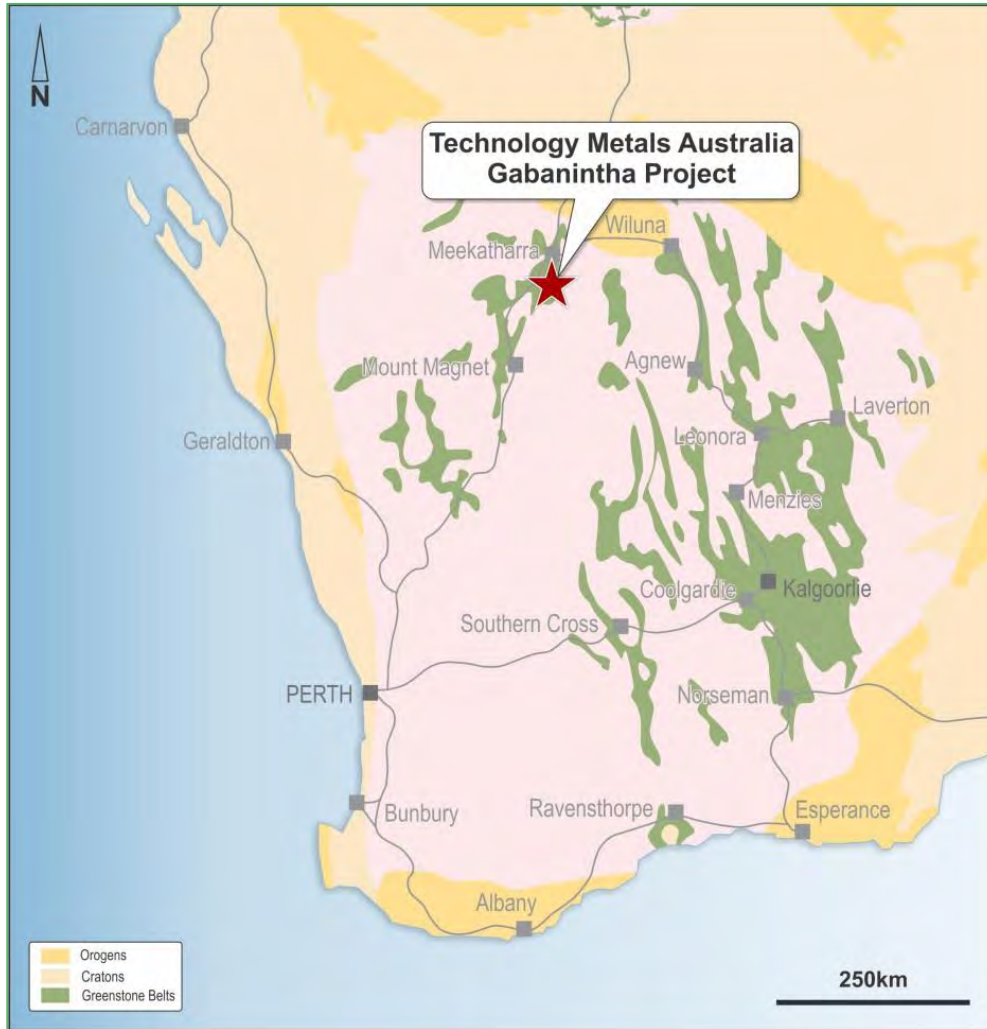 N
Carnarvon
Technology Metals Australia
Gabanintha Project
Wiluna
Meekatharra
Mount Magnet
Agnew
Laverton
Geraldton
Leonora
Menzies
Coolgardie
Kalgoorlie
Southern Cross
PERTH
Norseman
Bunbury
Ravensthorpe
Esperance
Albany
Orogens
Cratons
Greenstone Belts
250km